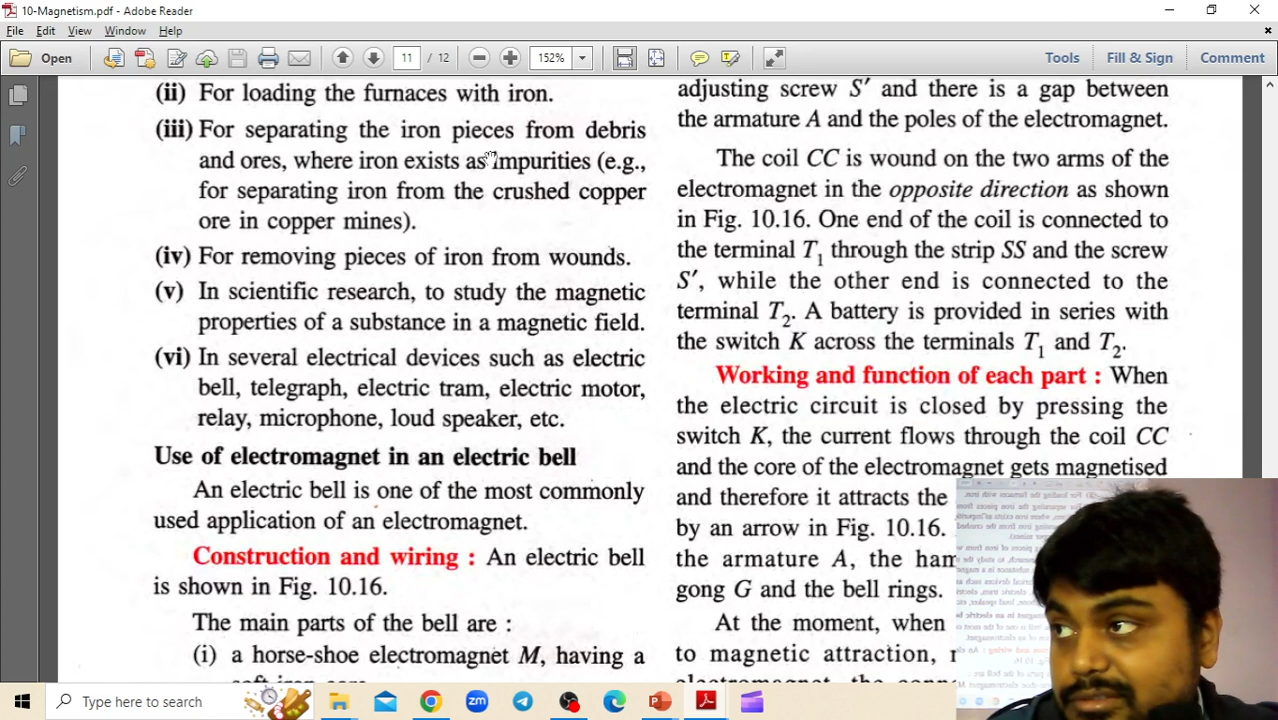 10-Magnetism.pdf - Adobe Reader
File Edit View Window Help
Open 11 / 12 152% Tools Fill & Sign Comment
(ii) For loading the furnaces with iron.
(iii) For separating the iron pieces from debris
and ores, where iron exists as impurities (e.g.,
for separating iron from the crushed copper
ore in copper mines).
(iv) For removing pieces of iron from wounds.
(v) In scientific research, to study the magnetic
properties of a substance in a magnetic field.
(vi) In several electrical devices such as electric
bell, telegraph, electric tram, electric motor,
relay, microphone, loud speaker, etc.
Use of electromagnet in an electric bell
An electric bell is one of the most commonly
used application of an electromagnet.
Construction and wiring : An electric bell
is shown in Fig. 10.16.
The main parts of the bell are :
(i) a horse-shoe electromagnet M, having a
soft iron core.
adjusting screw S′ and there is a gap between
the armature A and the poles of the electromagnet.
The coil CC is wound on the two arms of the
electromagnet in the opposite direction as shown
in Fig. 10.16. One end of the coil is connected to
the terminal T₁ through the strip SS and the screw
S′, while the other end is connected to the
terminal T₂. A battery is provided in series with
the switch K across the terminals T₁ and T₂.
Working and function of each part : When
the electric circuit is closed by pressing the
switch K, the current flows through the coil CC
and the core of the electromagnet gets magnetised
and therefore it attracts the
by an arrow in Fig. 10.16.
the armature A, the ham
gong G and the bell rings.
At the moment, when
to magnetic attraction,
electromagnet, the
Type here to search